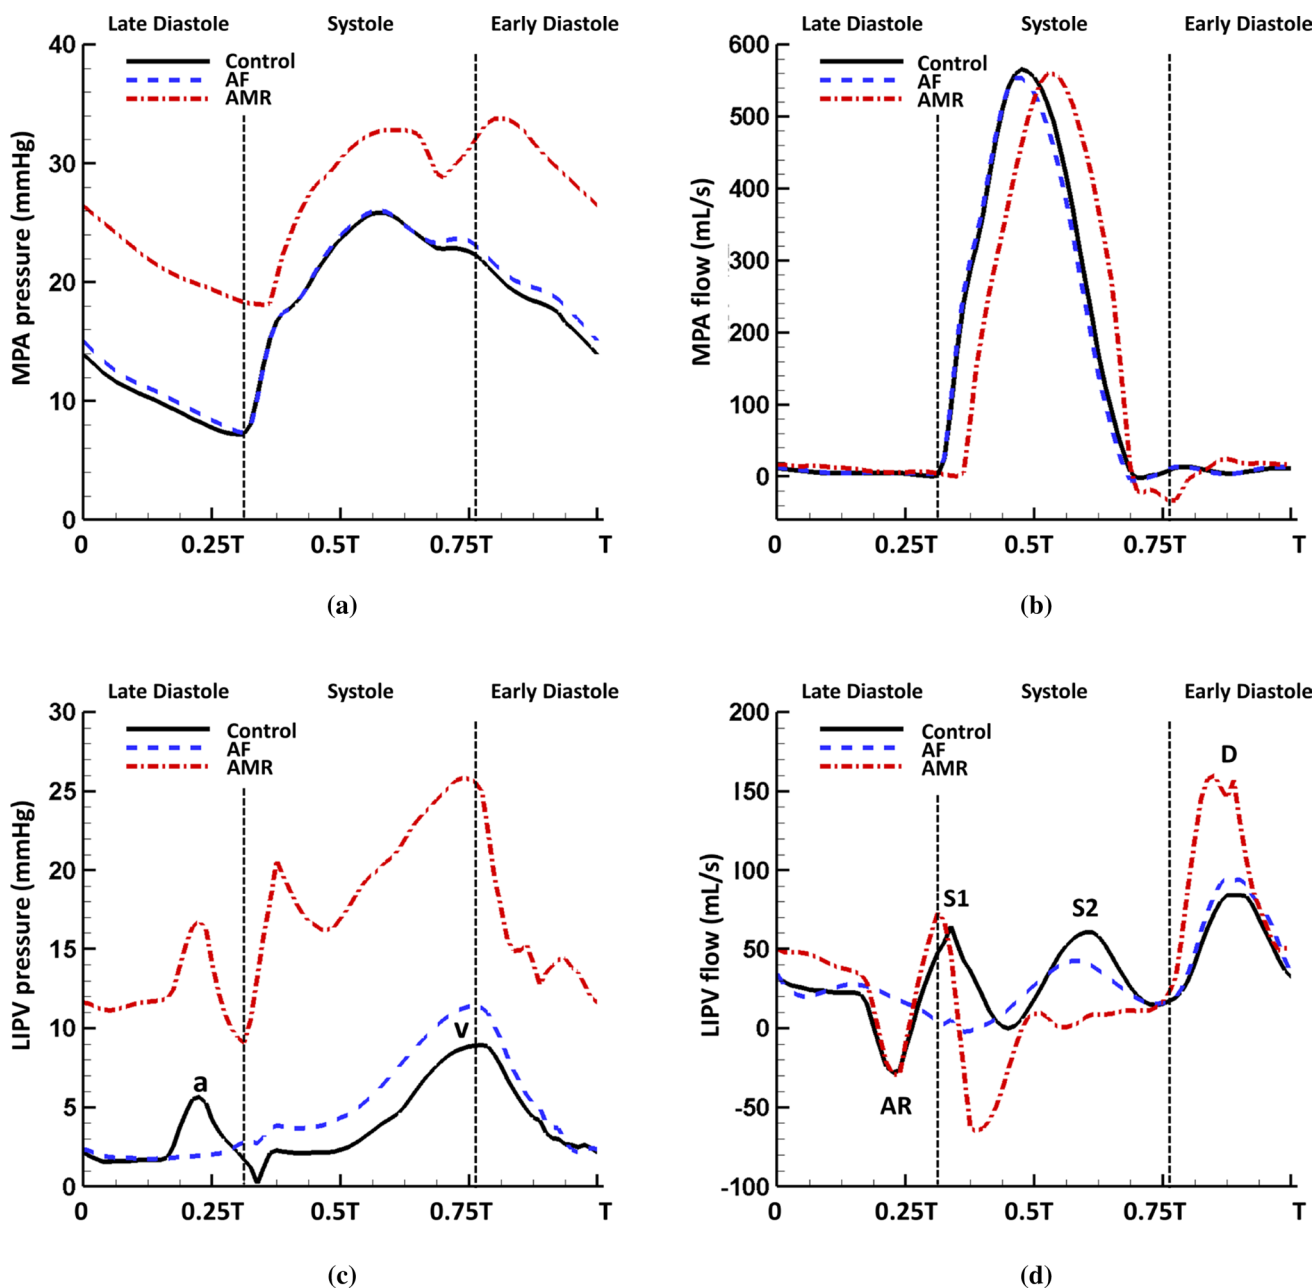 Late Diastole Systole Early Diastole
40
30
20
10
0
MPA pressure (mmHg)
Control
AF
AMR
0 0.25T 0.5T 0.75T T
(a)
Late Diastole Systole Early Diastole
600
500
400
300
200
100
0
MPA flow (mL/s)
Control
AF
AMR
0 0.25T 0.5T 0.75T T
(b)
Late Diastole Systole Early Diastole
30
25
20
15
10
5
0
LIPV pressure (mmHg)
Control
AF
AMR
a
v
0 0.25T 0.5T 0.75T T
(c)
Late Diastole Systole Early Diastole
200
150
100
50
0
-50
-100
LIPV flow (mL/s)
Control
AF
AMR
D
S1
S2
AR
0 0.25T 0.5T 0.75T T
(d)